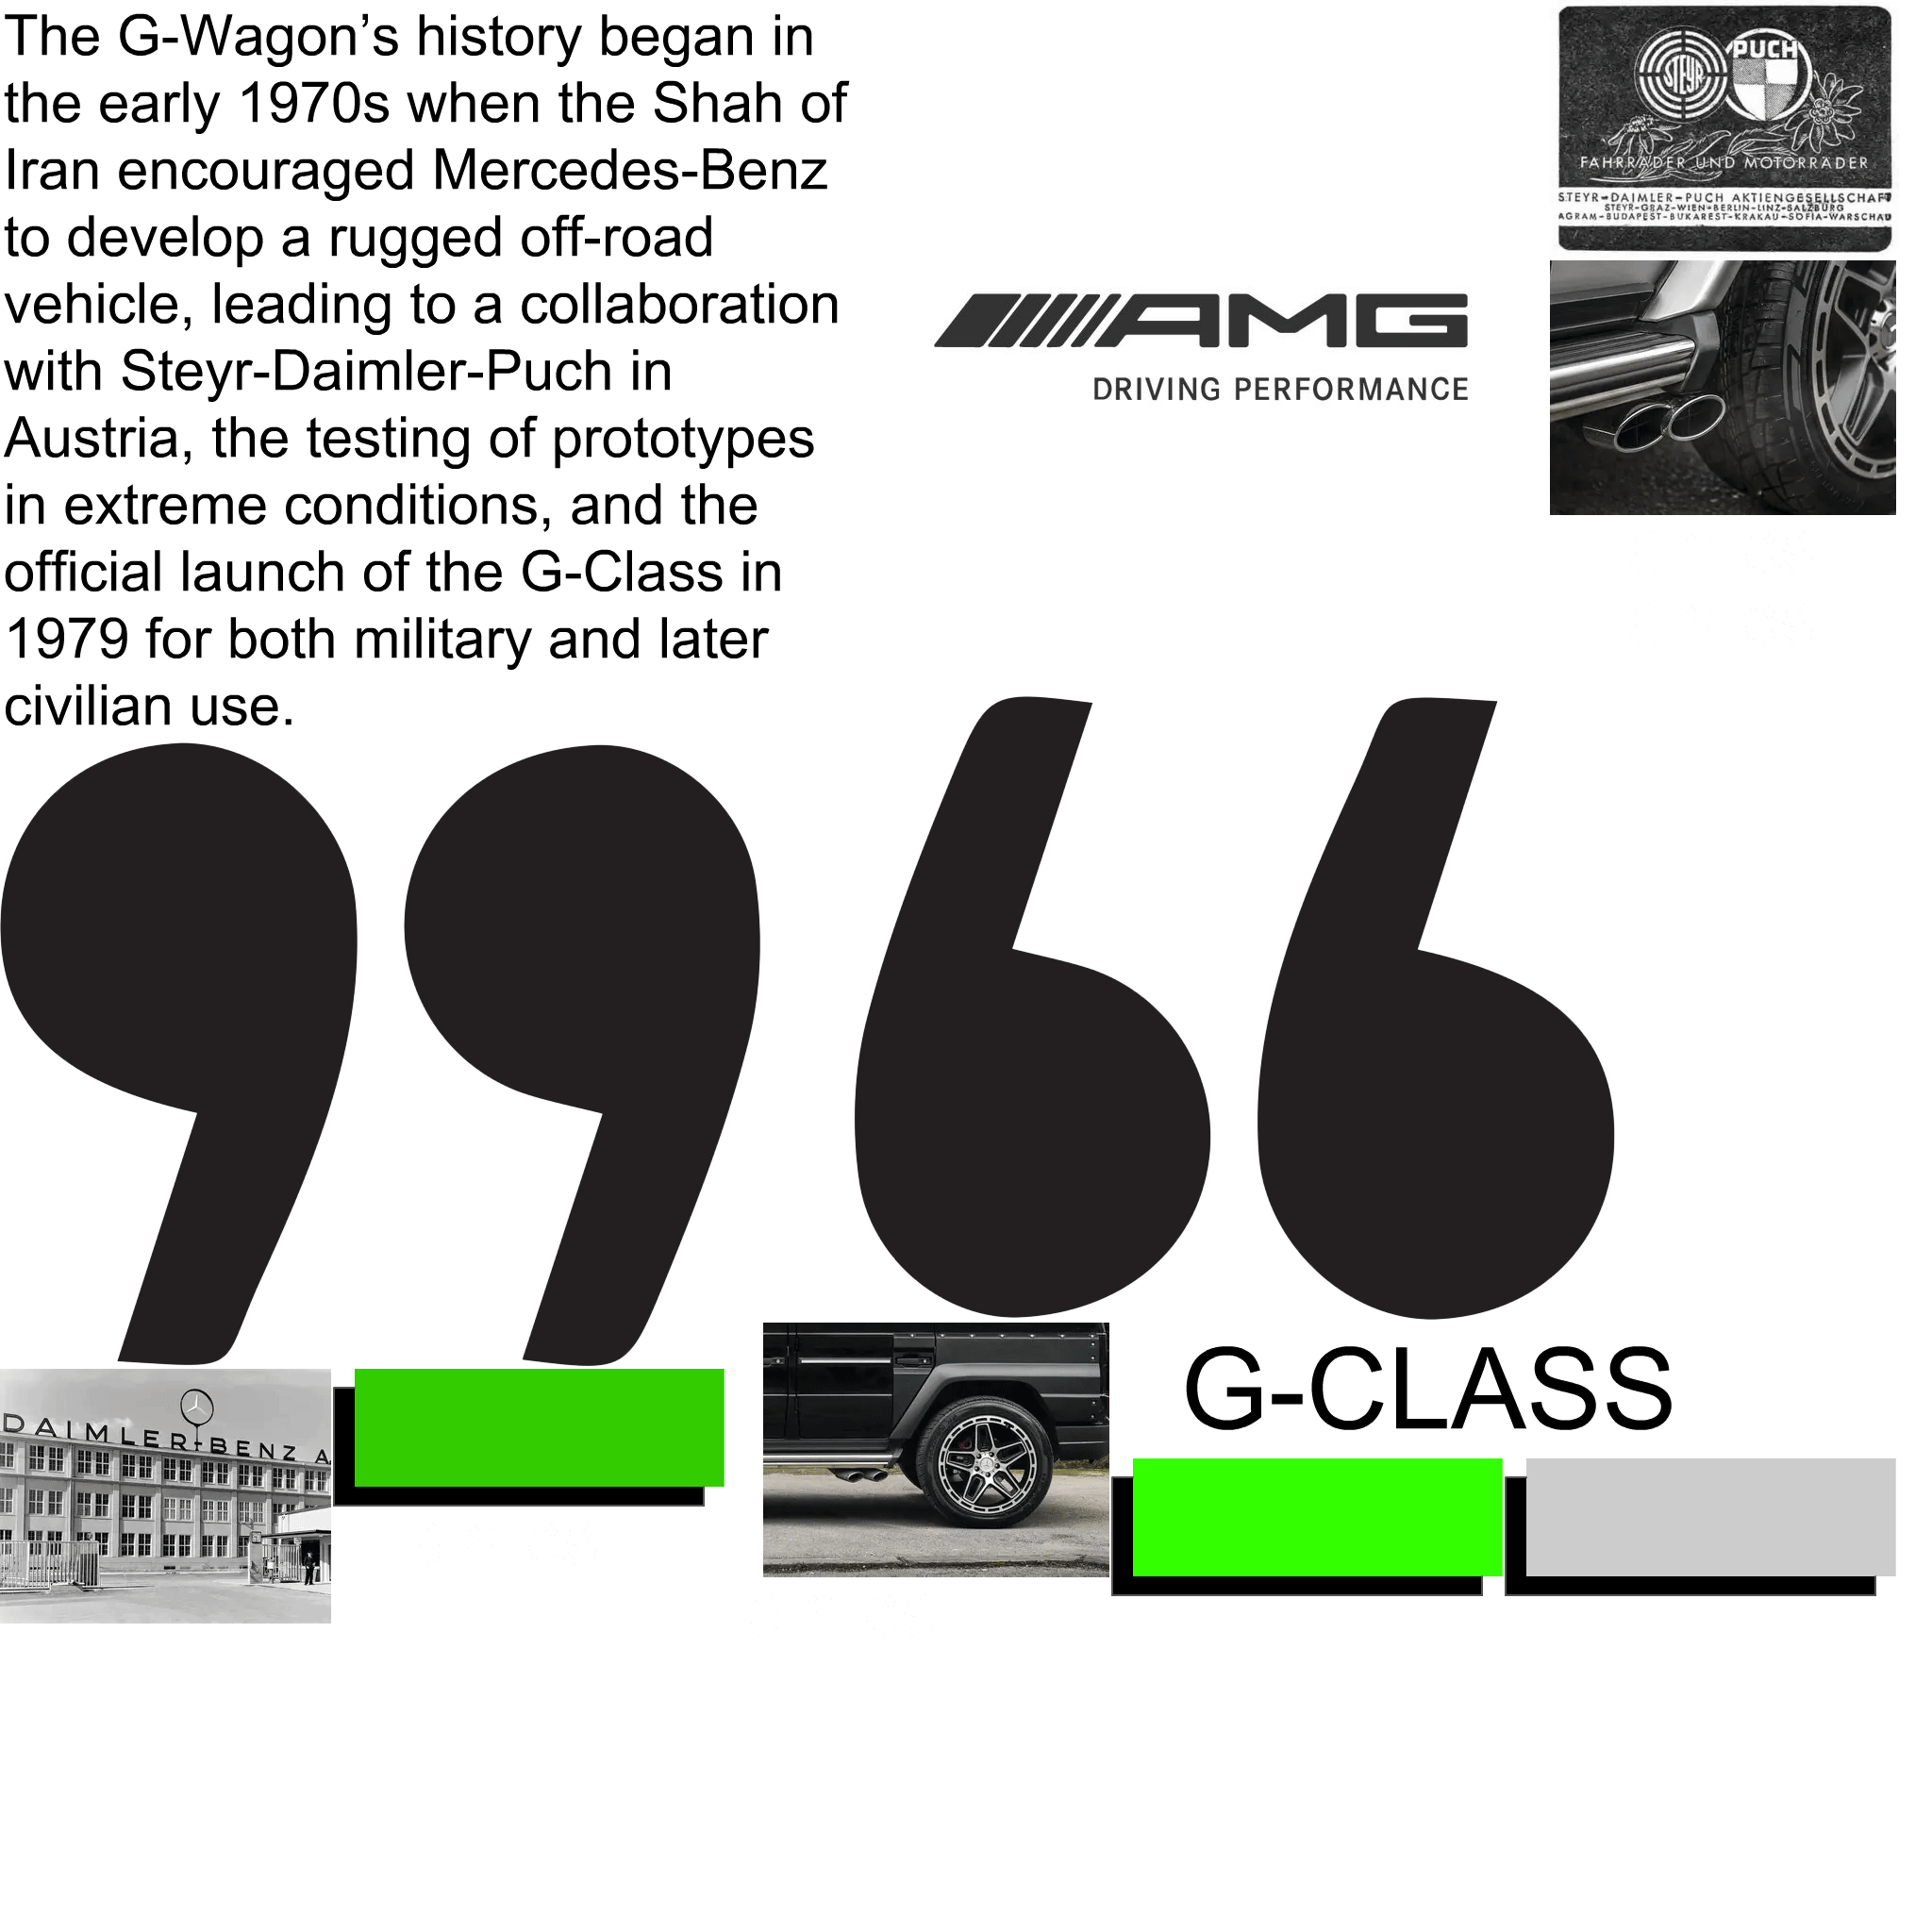 The G-Wagon’s history began in
the early 1970s when the Shah of
Iran encouraged Mercedes-Benz
to develop a rugged off-road
vehicle, leading to a collaboration
with Steyr-Daimler-Puch in
Austria, the testing of prototypes
in extreme conditions, and the
official launch of the G-Class in
1979 for both military and later
civilian use.
STEYR
PUCH
FAHRRÄDER UND MOTORRÄDER
STEYR-DAIMLER-PUCH AKTIENGESELLSCHAFT
STEYR-GRAZ-WIEN-BERLIN-LINZ-SALZBURG
AGRAM-BUDAPEST-BUKAREST-KRAKAU-SOFIA-WARSCHAU
AMG
DRIVING PERFORMANCE
”“
DAIMLER-BENZ A
G-CLASS